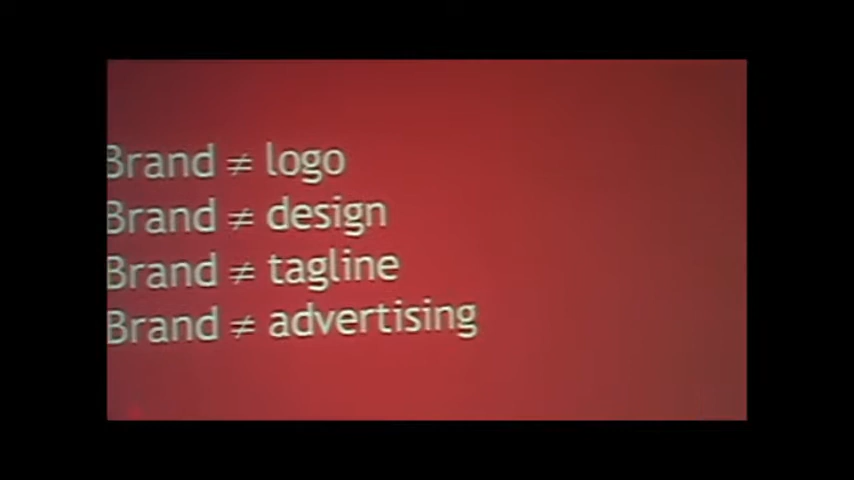 Brand ≠ logo
Brand ≠ design
Brand ≠ tagline
Brand ≠ advertising